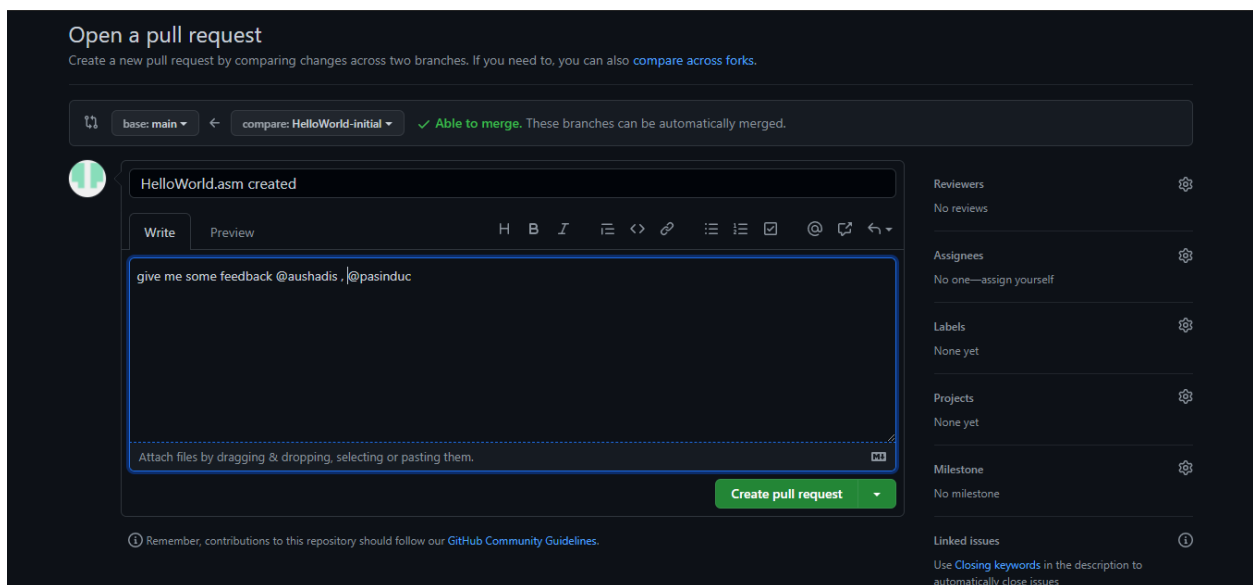 Open a pull request
Create a new pull request by comparing changes across two branches. If you need to, you can also compare across forks.
base: main
compare: HelloWorld-initial
Able to merge. These branches can be automatically merged.
HelloWorld.asm created
Write Preview
H B I
give me some feedback @aushadis , @pasinduc
Attach files by dragging & dropping, selecting or pasting them.
Create pull request
Remember, contributions to this repository should follow our GitHub Community Guidelines.
Reviewers
No reviews
Assignees
No one—assign yourself
Labels
None yet
Projects
None yet
Milestone
No milestone
Linked issues
Use Closing keywords in the description to
automatically close issues